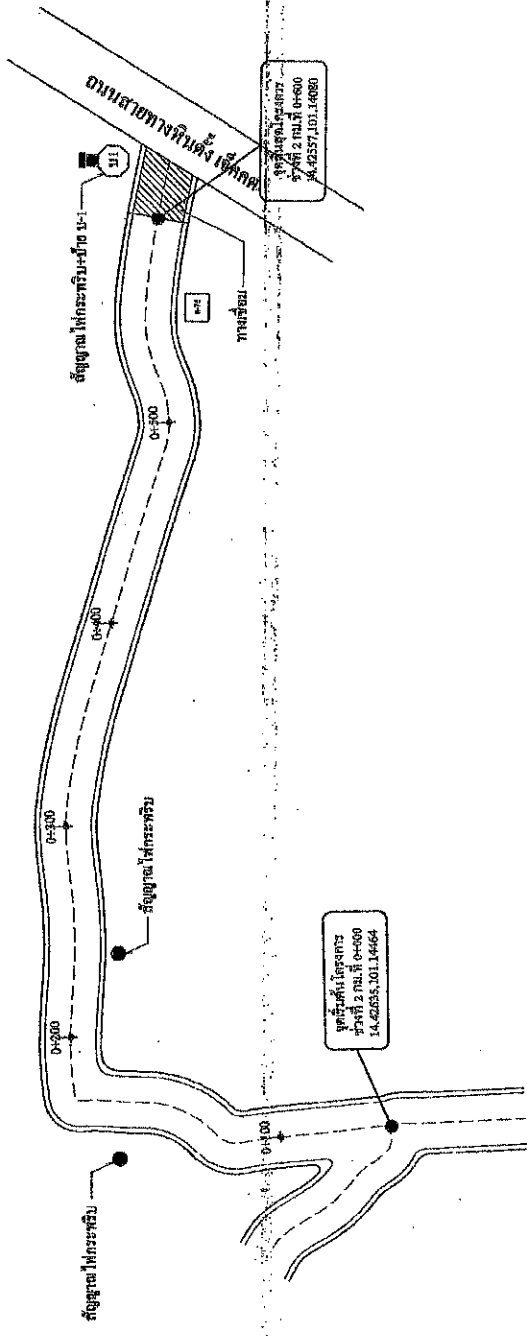 ถนนสายทางหินดั้ง
สัญญาณไฟกระพริบ+ป้าย บ-1
บ-1
จุดสิ้นสุดโครงการ
ช่วงที่ 2 กม.ที่ 0+600
14.42557,101.14080
ทางเชื่อม
0+500
0+400
0+300
สัญญาณไฟกระพริบ
0+200
จุดเริ่มต้นโครงการ
ช่วงที่ 2 กม.ที่ 0+000
14.42635,101.14464
0+100
สัญญาณไฟกระพริบ